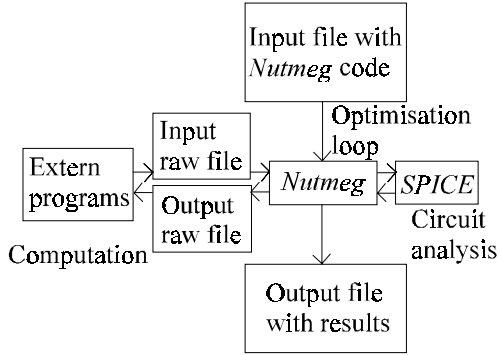 Input file with
Nutmeg code
Optimisation
loop
Input
raw file
Extern
programs
Nutmeg
SPICE
Output
raw file
Computation
Circuit
analysis
Output file
with results